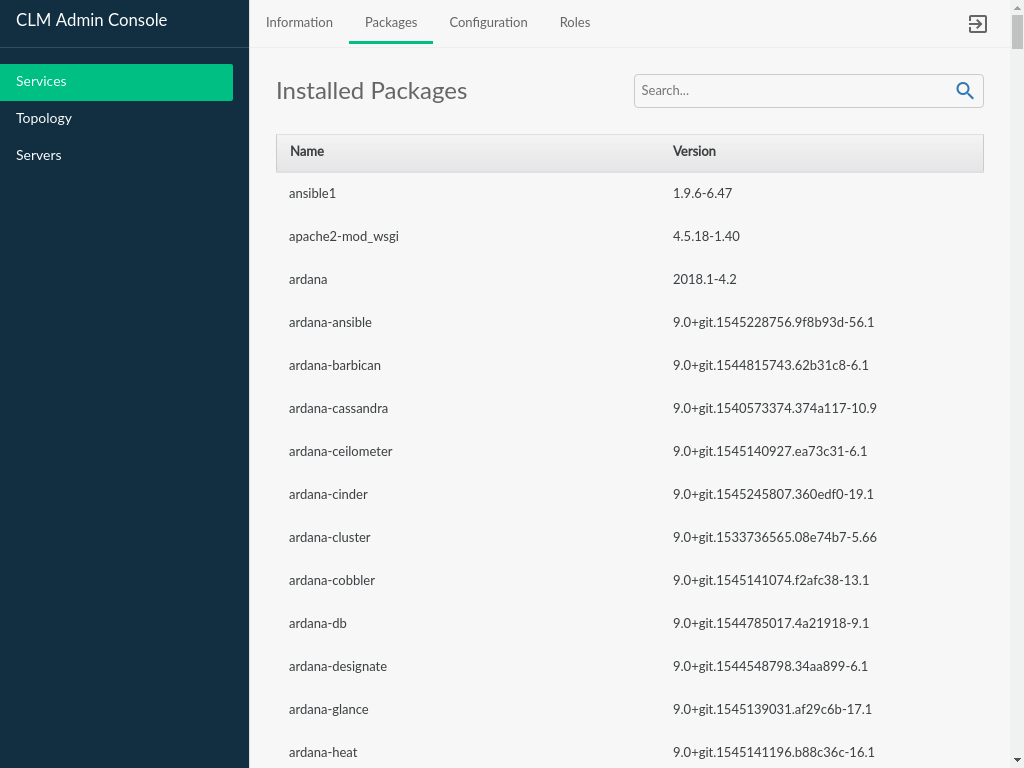 CLM Admin Console
Information Packages Configuration Roles
Services
Topology
Servers
Installed Packages
Search...
Name Version
ansible1 1.9.6-6.47
apache2-mod_wsgi 4.5.18-1.40
ardana 2018.1-4.2
ardana-ansible 9.0+git.1545228756.9f8b93d-56.1
ardana-barbican 9.0+git.1544815743.62b31c8-6.1
ardana-cassandra 9.0+git.1540573374.374a117-10.9
ardana-ceilometer 9.0+git.1545140927.ea73c31-6.1
ardana-cinder 9.0+git.1545245807.360edf0-19.1
ardana-cluster 9.0+git.1533736565.08e74b7-5.66
ardana-cobbler 9.0+git.1545141074.f2afc38-13.1
ardana-db 9.0+git.1544785017.4a21918-9.1
ardana-designate 9.0+git.1544548798.34aa899-6.1
ardana-glance 9.0+git.1545139031.af29c6b-17.1
ardana-heat 9.0+git.1545141196.b88c36c-16.1